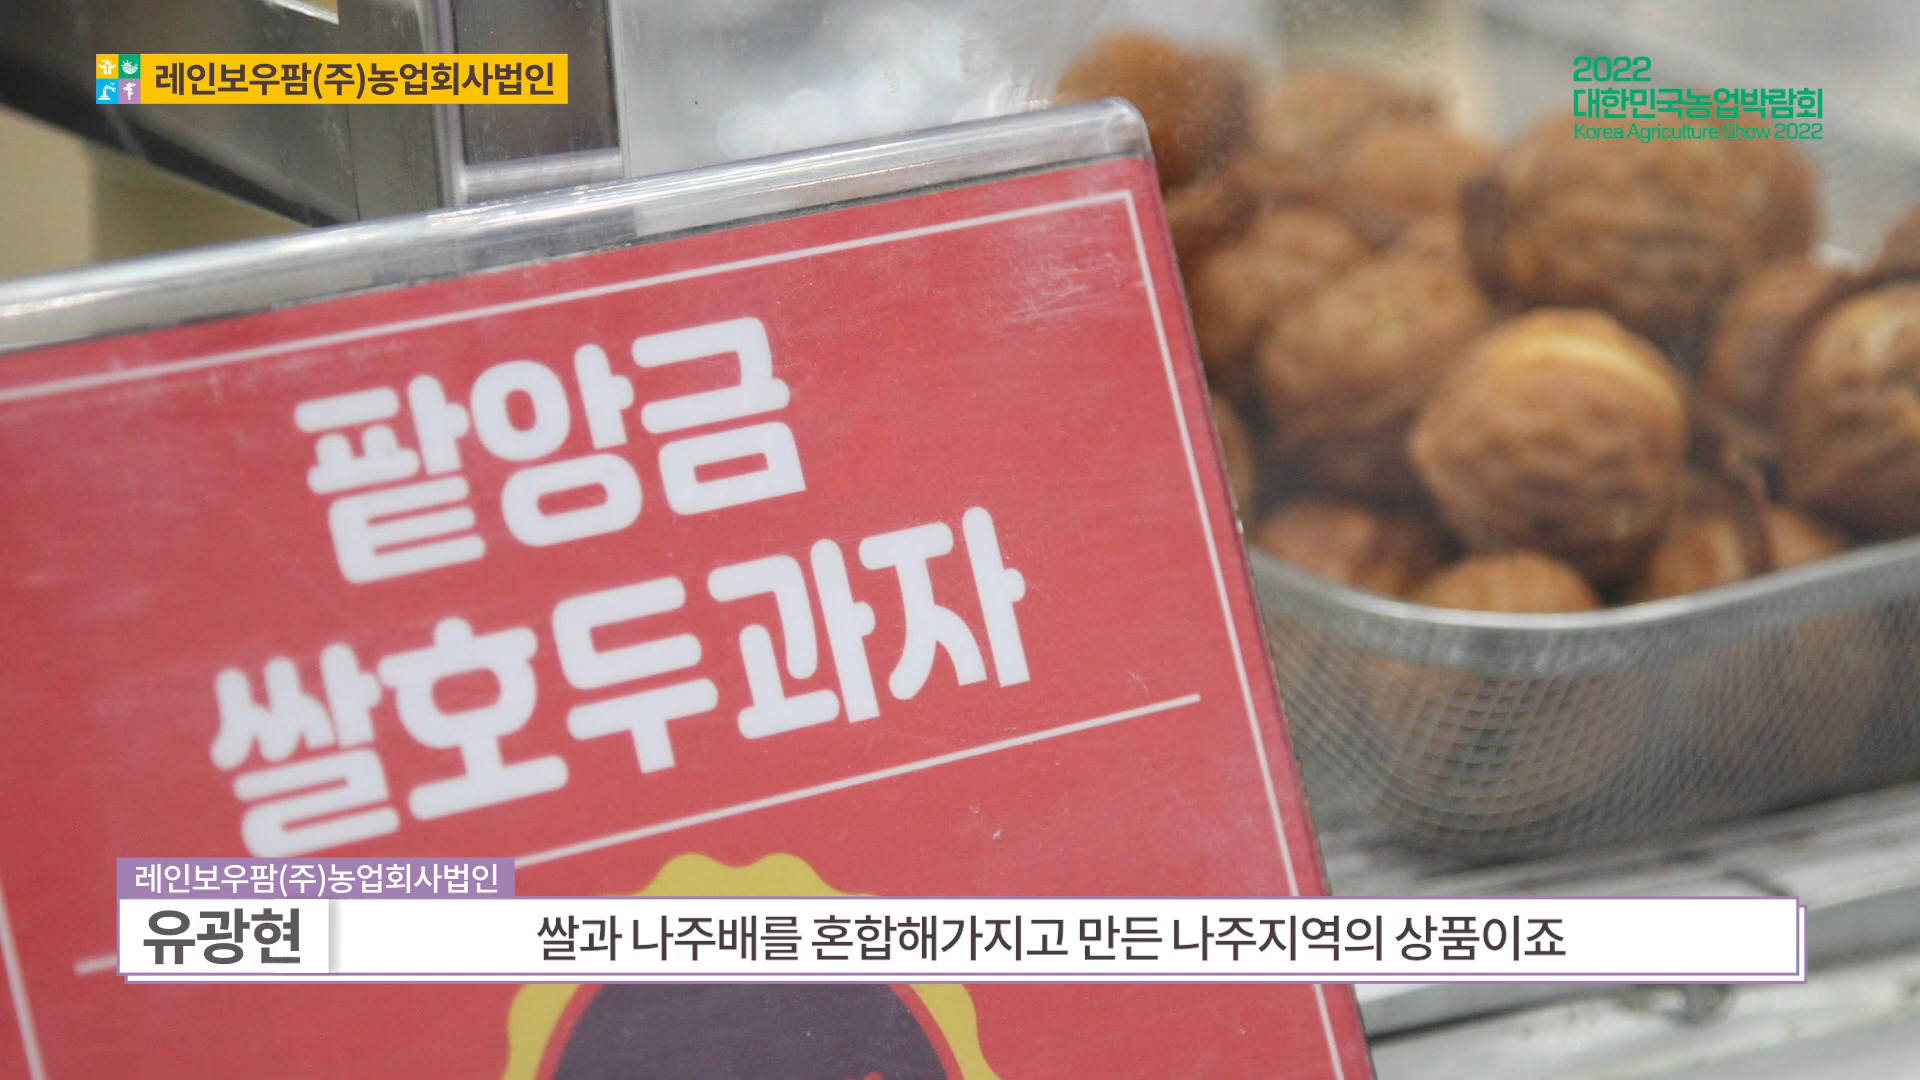 레인보우팜(주)농업회사법인
2022
대한민국농업박람회
Korea Agriculture Show 2022
팥앙금
쌀호두과자
레인보우팜(주)농업회사법인
유광현
쌀과 나주배를 혼합해가지고 만든 나주지역의 상품이죠